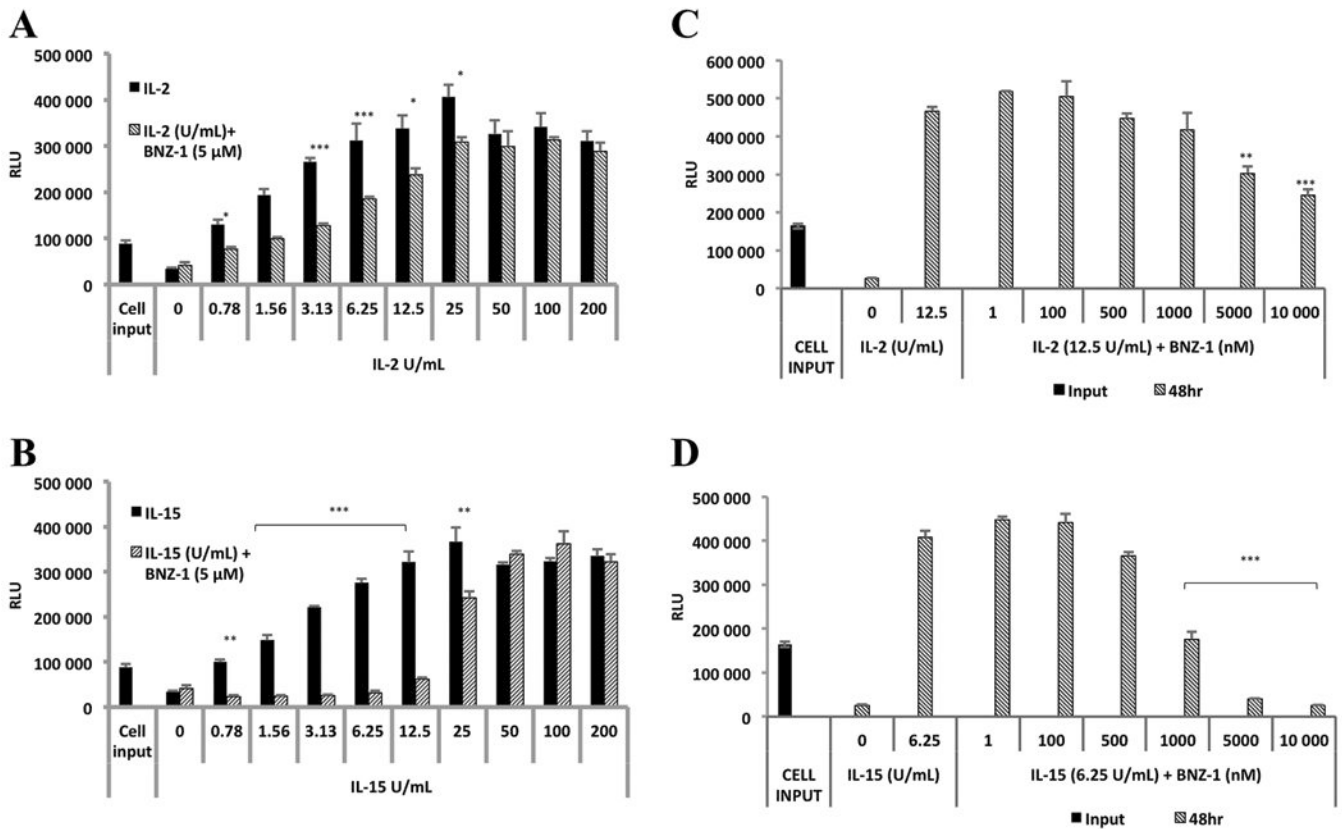 A
500 000
400 000
300 000
200 000
100 000
0
RLU
IL-2
IL-2 (U/mL)+
BNZ-1 (5 µM)
*
***
***
*
*
Cell
input
0
0.78
1.56
3.13
6.25
12.5
25
50
100
200
IL-2 U/mL
B
500 000
400 000
300 000
200 000
100 000
0
RLU
IL-15
IL-15 (U/mL) +
BNZ-1 (5 µM)
**
***
**
Cell
input
0
0.78
1.56
3.13
6.25
12.5
25
50
100
200
IL-15 U/mL
C
600 000
500 000
400 000
300 000
200 000
100 000
0
RLU
**
***
CELL
INPUT
0
12.5
IL-2 (U/mL)
1
100
500
1000
5000
10 000
IL-2 (12.5 U/mL) + BNZ-1 (nM)
Input
48hr
D
500 000
400 000
300 000
200 000
100 000
0
RLU
***
CELL
INPUT
0
6.25
IL-15 (U/mL)
1
100
500
1000
5000
10 000
IL-15 (6.25 U/mL) + BNZ-1 (nM)
Input
48hr